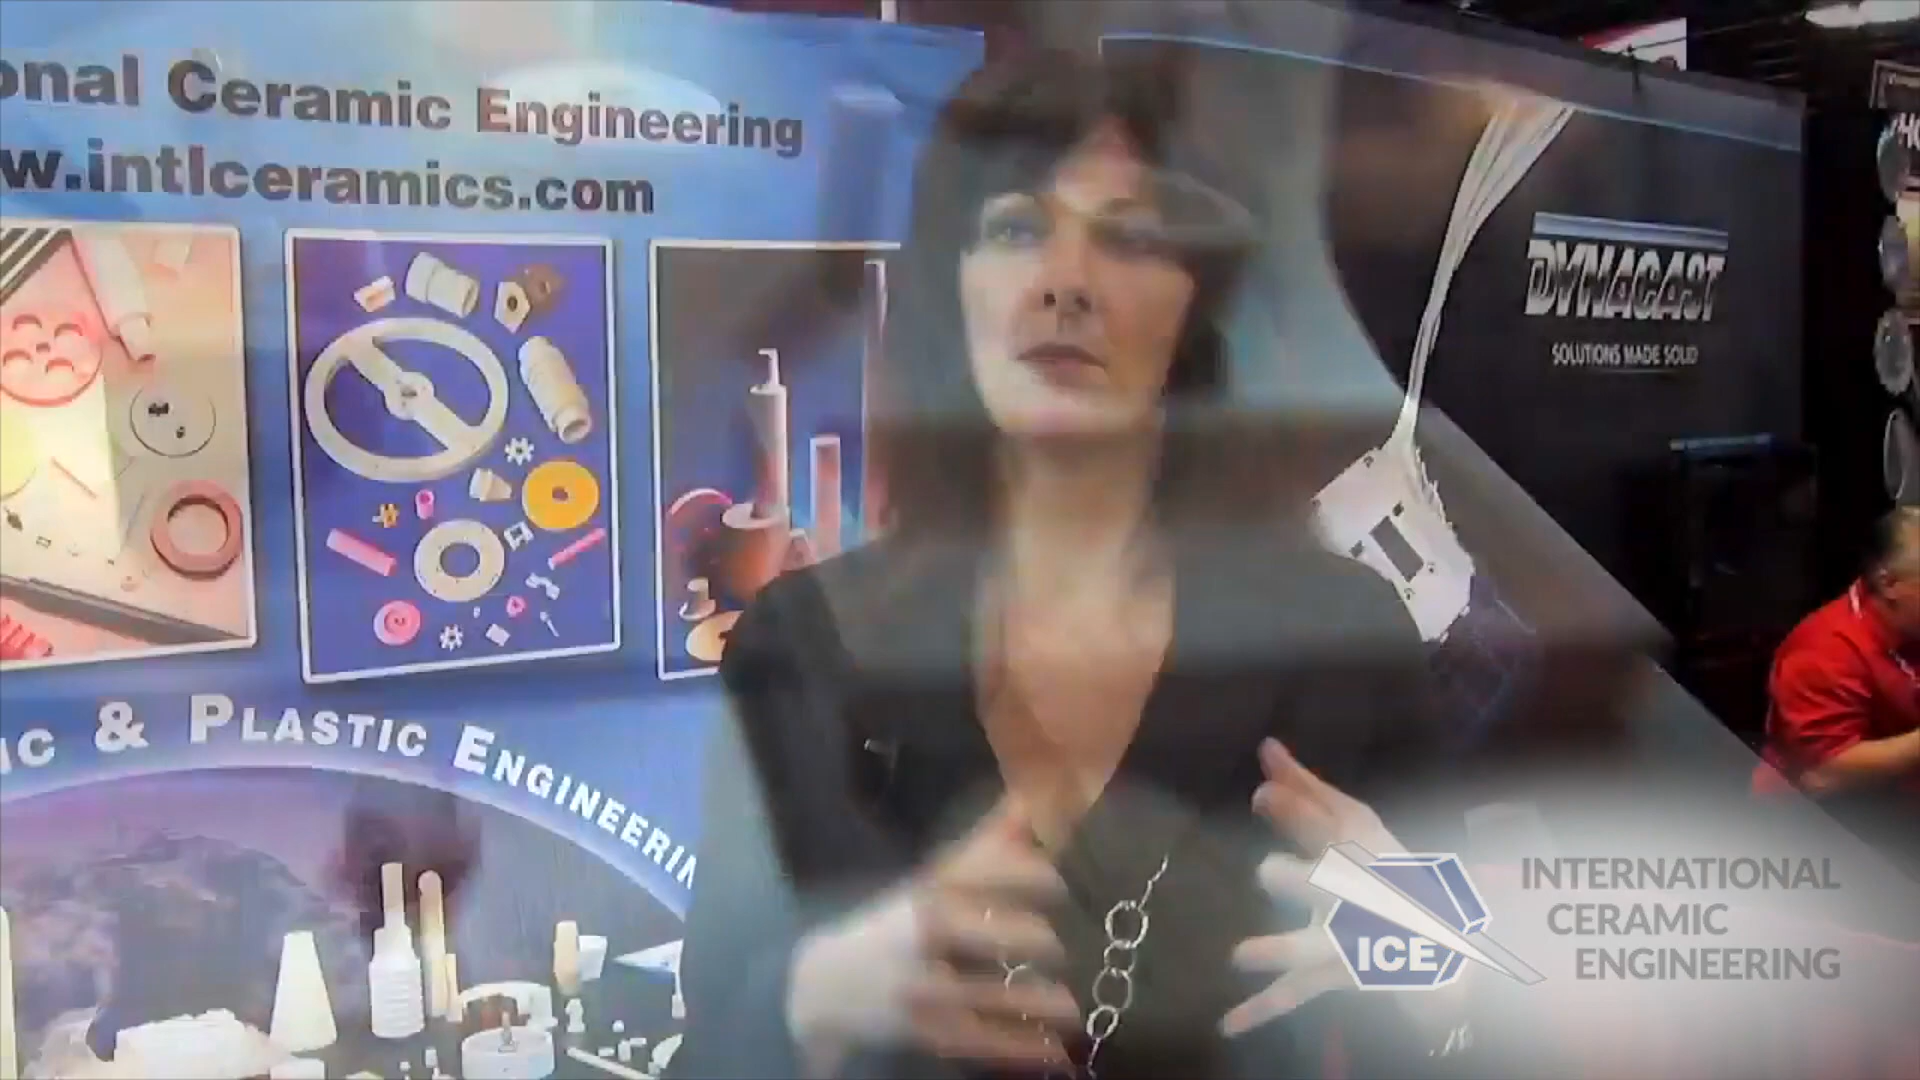 onal Ceramic Engineering
w.intlceramics.com
ic & Plastic Engineerin
DYNACAST
SOLUTIONS MADE SOLID
ICE
INTERNATIONAL
CERAMIC
ENGINEERING